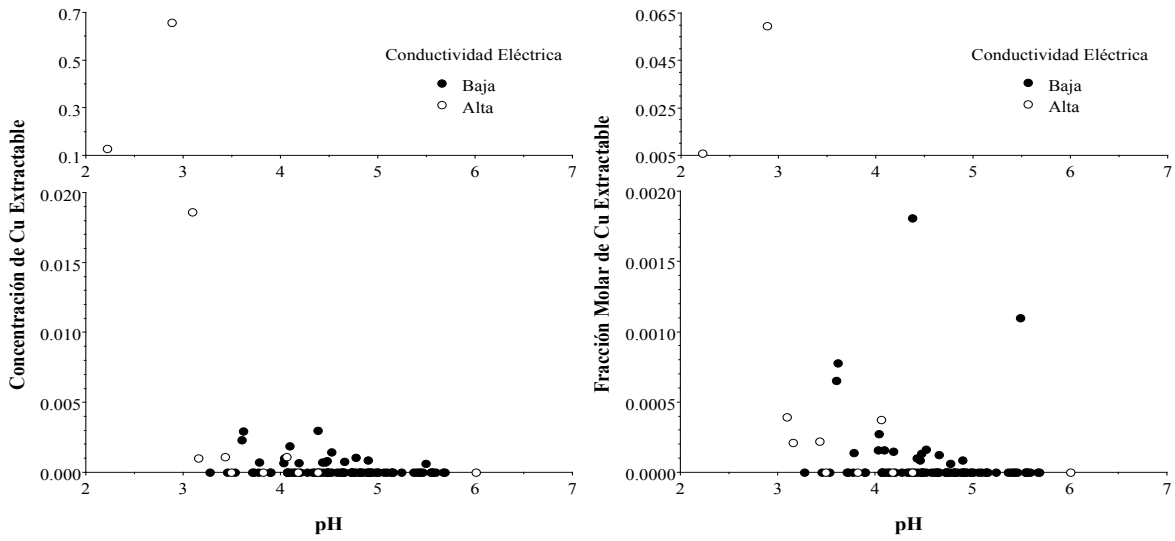 0.7
0.5
0.3
0.1
2 3 4 5 6 7
Conductividad Eléctrica
Baja
Alta
0.020
0.015
0.010
0.005
0.000
2 3 4 5 6 7
Concentración de Cu Extractable
pH
0.065
0.045
0.025
0.005
2 3 4 5 6 7
Conductividad Eléctrica
Baja
Alta
0.0020
0.0015
0.0010
0.0005
0.0000
2 3 4 5 6 7
Fracción Molar de Cu Extractable
pH